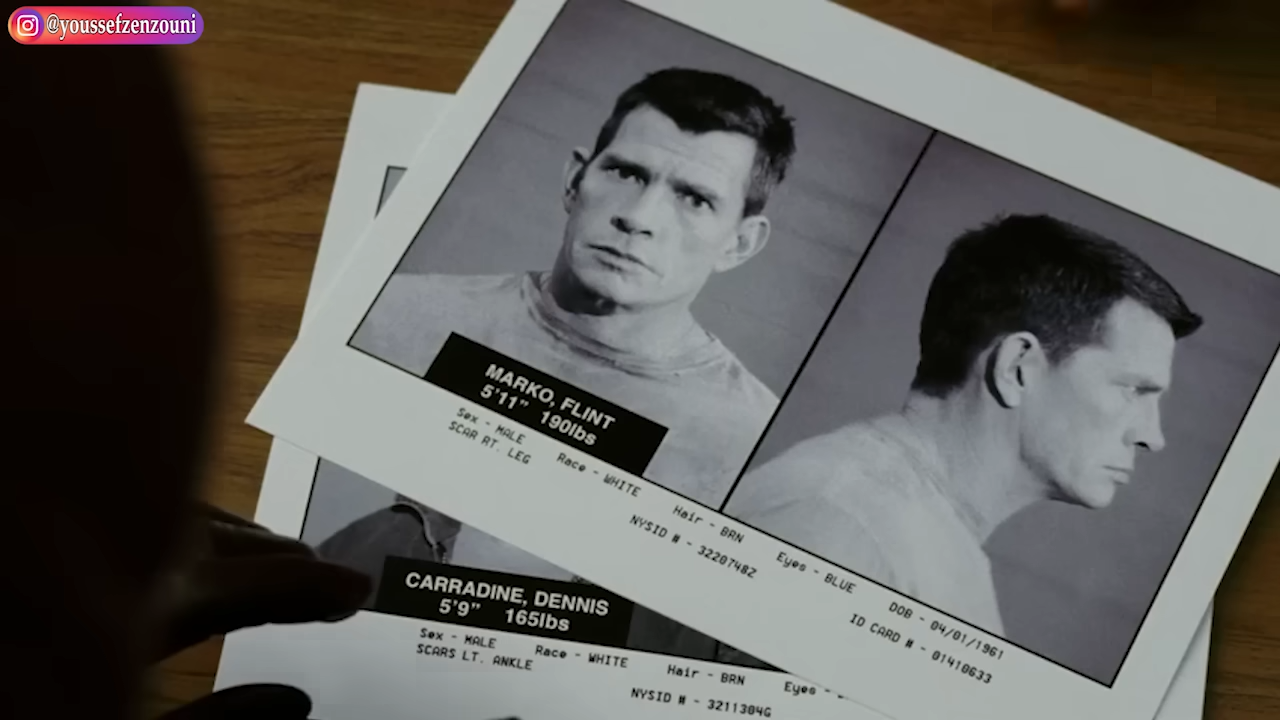 @youssefzenzouni
MARKO, FLINT
5'11" 190lbs
Sex - MALE Race - WHITE Hair - BRN Eyes - BLUE DOB - 04/01/1961
SCAR RT. LEG NYSID # - 3220748Z ID CARD # - 01410633
CARRADINE, DENNIS
5'9" 165lbs
Sex - MALE Race - WHITE Hair - BRN Eyes -
SCARS LT. ANKLE NYSID # - 3211304G